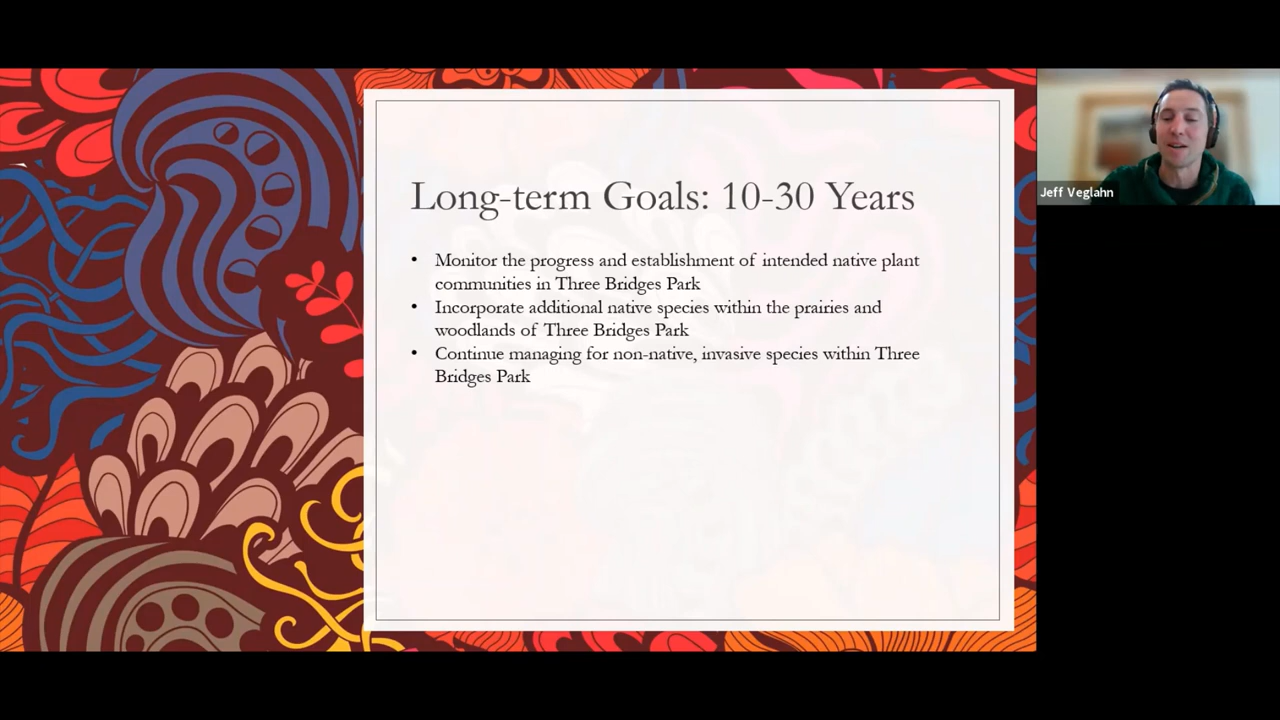 Long-term Goals: 10-30 Years
• Monitor the progress and establishment of intended native plant
communities in Three Bridges Park
• Incorporate additional native species within the prairies and
woodlands of Three Bridges Park
• Continue managing for non-native, invasive species within Three
Bridges Park
Jeff Veglahn